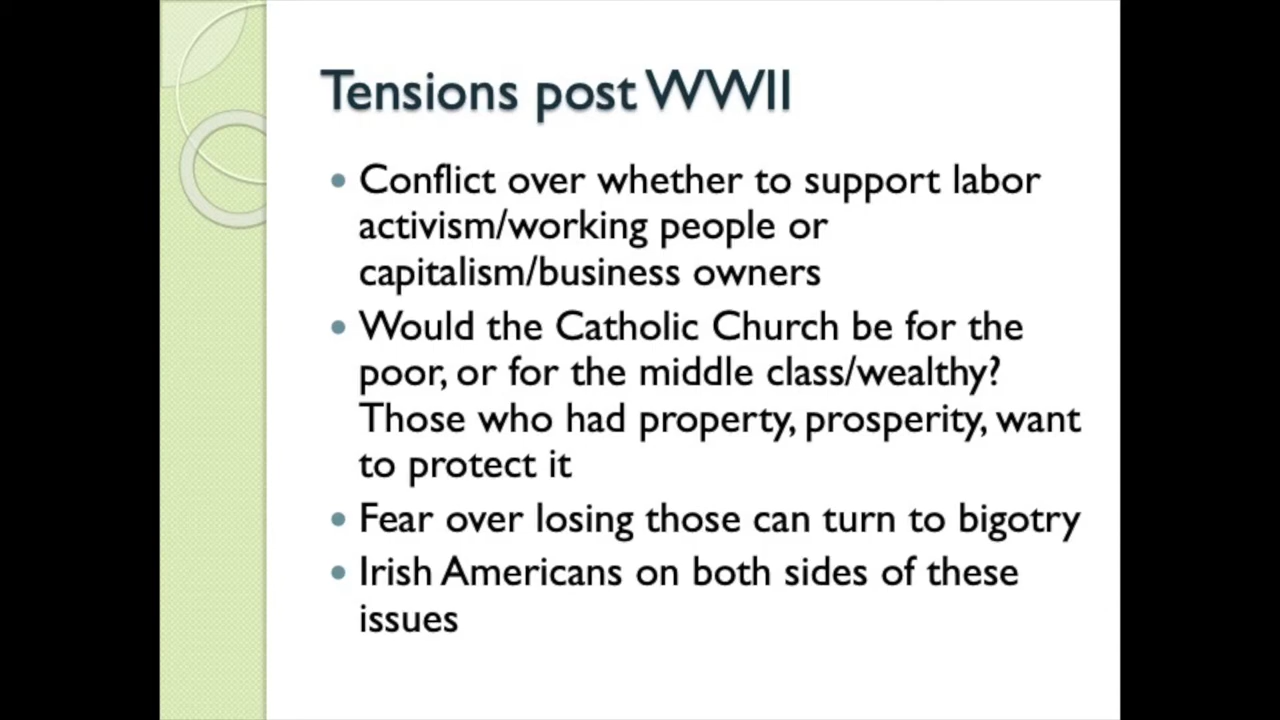 Tensions post WWII
• Conflict over whether to support labor
activism/working people or
capitalism/business owners
• Would the Catholic Church be for the
poor, or for the middle class/wealthy?
Those who had property, prosperity, want
to protect it
• Fear over losing those can turn to bigotry
• Irish Americans on both sides of these
issues